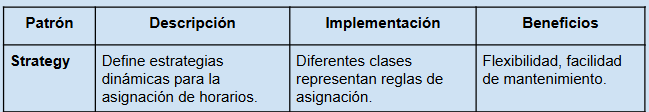 Patrón Descripción Implementación Beneficios
Strategy Define estrategias Diferentes clases Flexibilidad, facilidad
dinámicas para la representan reglas de de mantenimiento.
asignación de horarios. asignación.